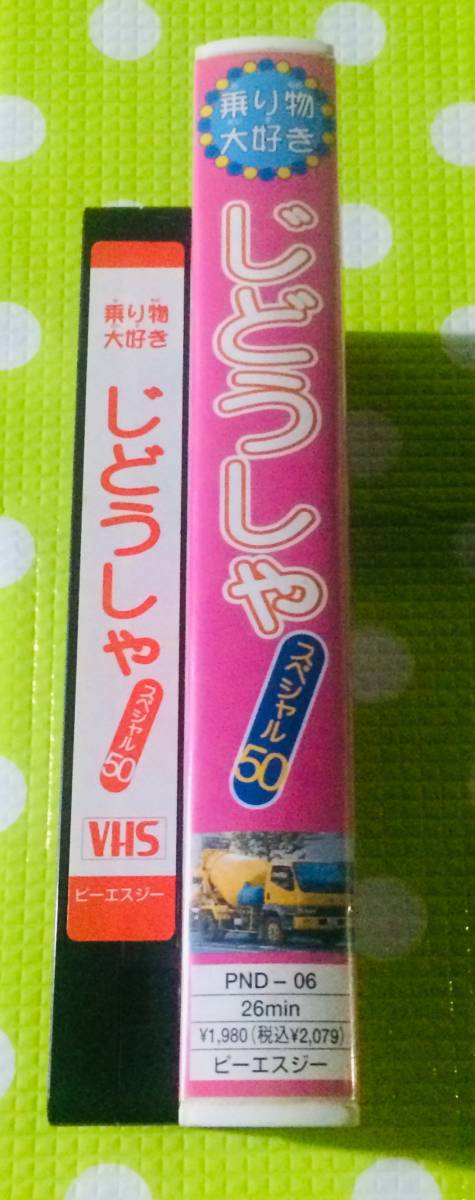 乗り物
大好き
じどうしゃ
スペシャル
50
VHS
ピーエスジー
乗り物
大好き
じどうしゃ
スペシャル
50
PND－06
26min
¥1,980(税込¥2,079)
ピーエスジー